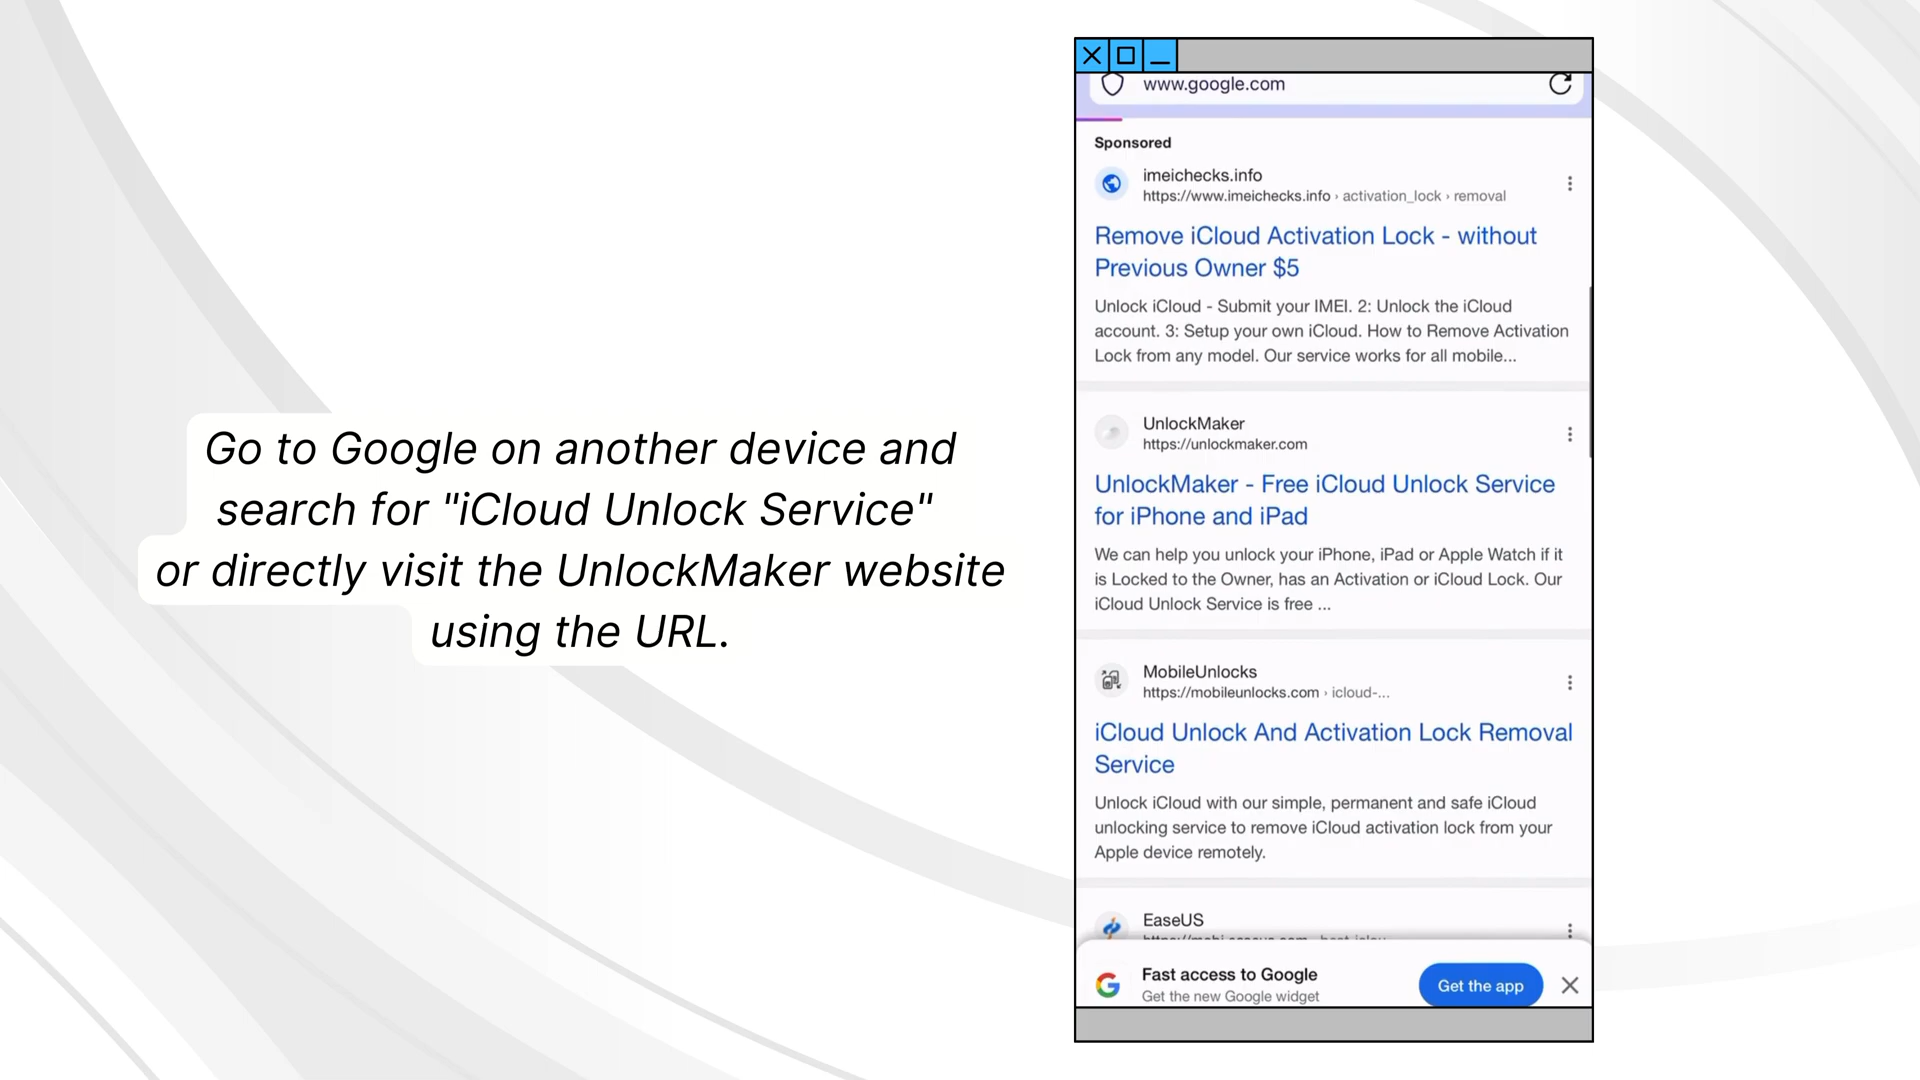 Go to Google on another device and
search for "iCloud Unlock Service"
or directly visit the UnlockMaker website
using the URL.
www.google.com
Sponsored
imeichecks.info
https://www.imeichecks.info › activation_lock › removal
Remove iCloud Activation Lock - without
Previous Owner $5
Unlock iCloud - Submit your IMEI. 2: Unlock the iCloud
account. 3: Setup your own iCloud. How to Remove Activation
Lock from any model. Our service works for all mobile...
UnlockMaker
https://unlockmaker.com
UnlockMaker - Free iCloud Unlock Service
for iPhone and iPad
We can help you unlock your iPhone, iPad or Apple Watch if it
is Locked to the Owner, has an Activation or iCloud Lock. Our
iCloud Unlock Service is free ...
MobileUnlocks
https://mobileunlocks.com › icloud-...
iCloud Unlock And Activation Lock Removal
Service
Unlock iCloud with our simple, permanent and safe iCloud
unlocking service to remove iCloud activation lock from your
Apple device remotely.
EaseUS
Fast access to Google
Get the new Google widget
Get the app